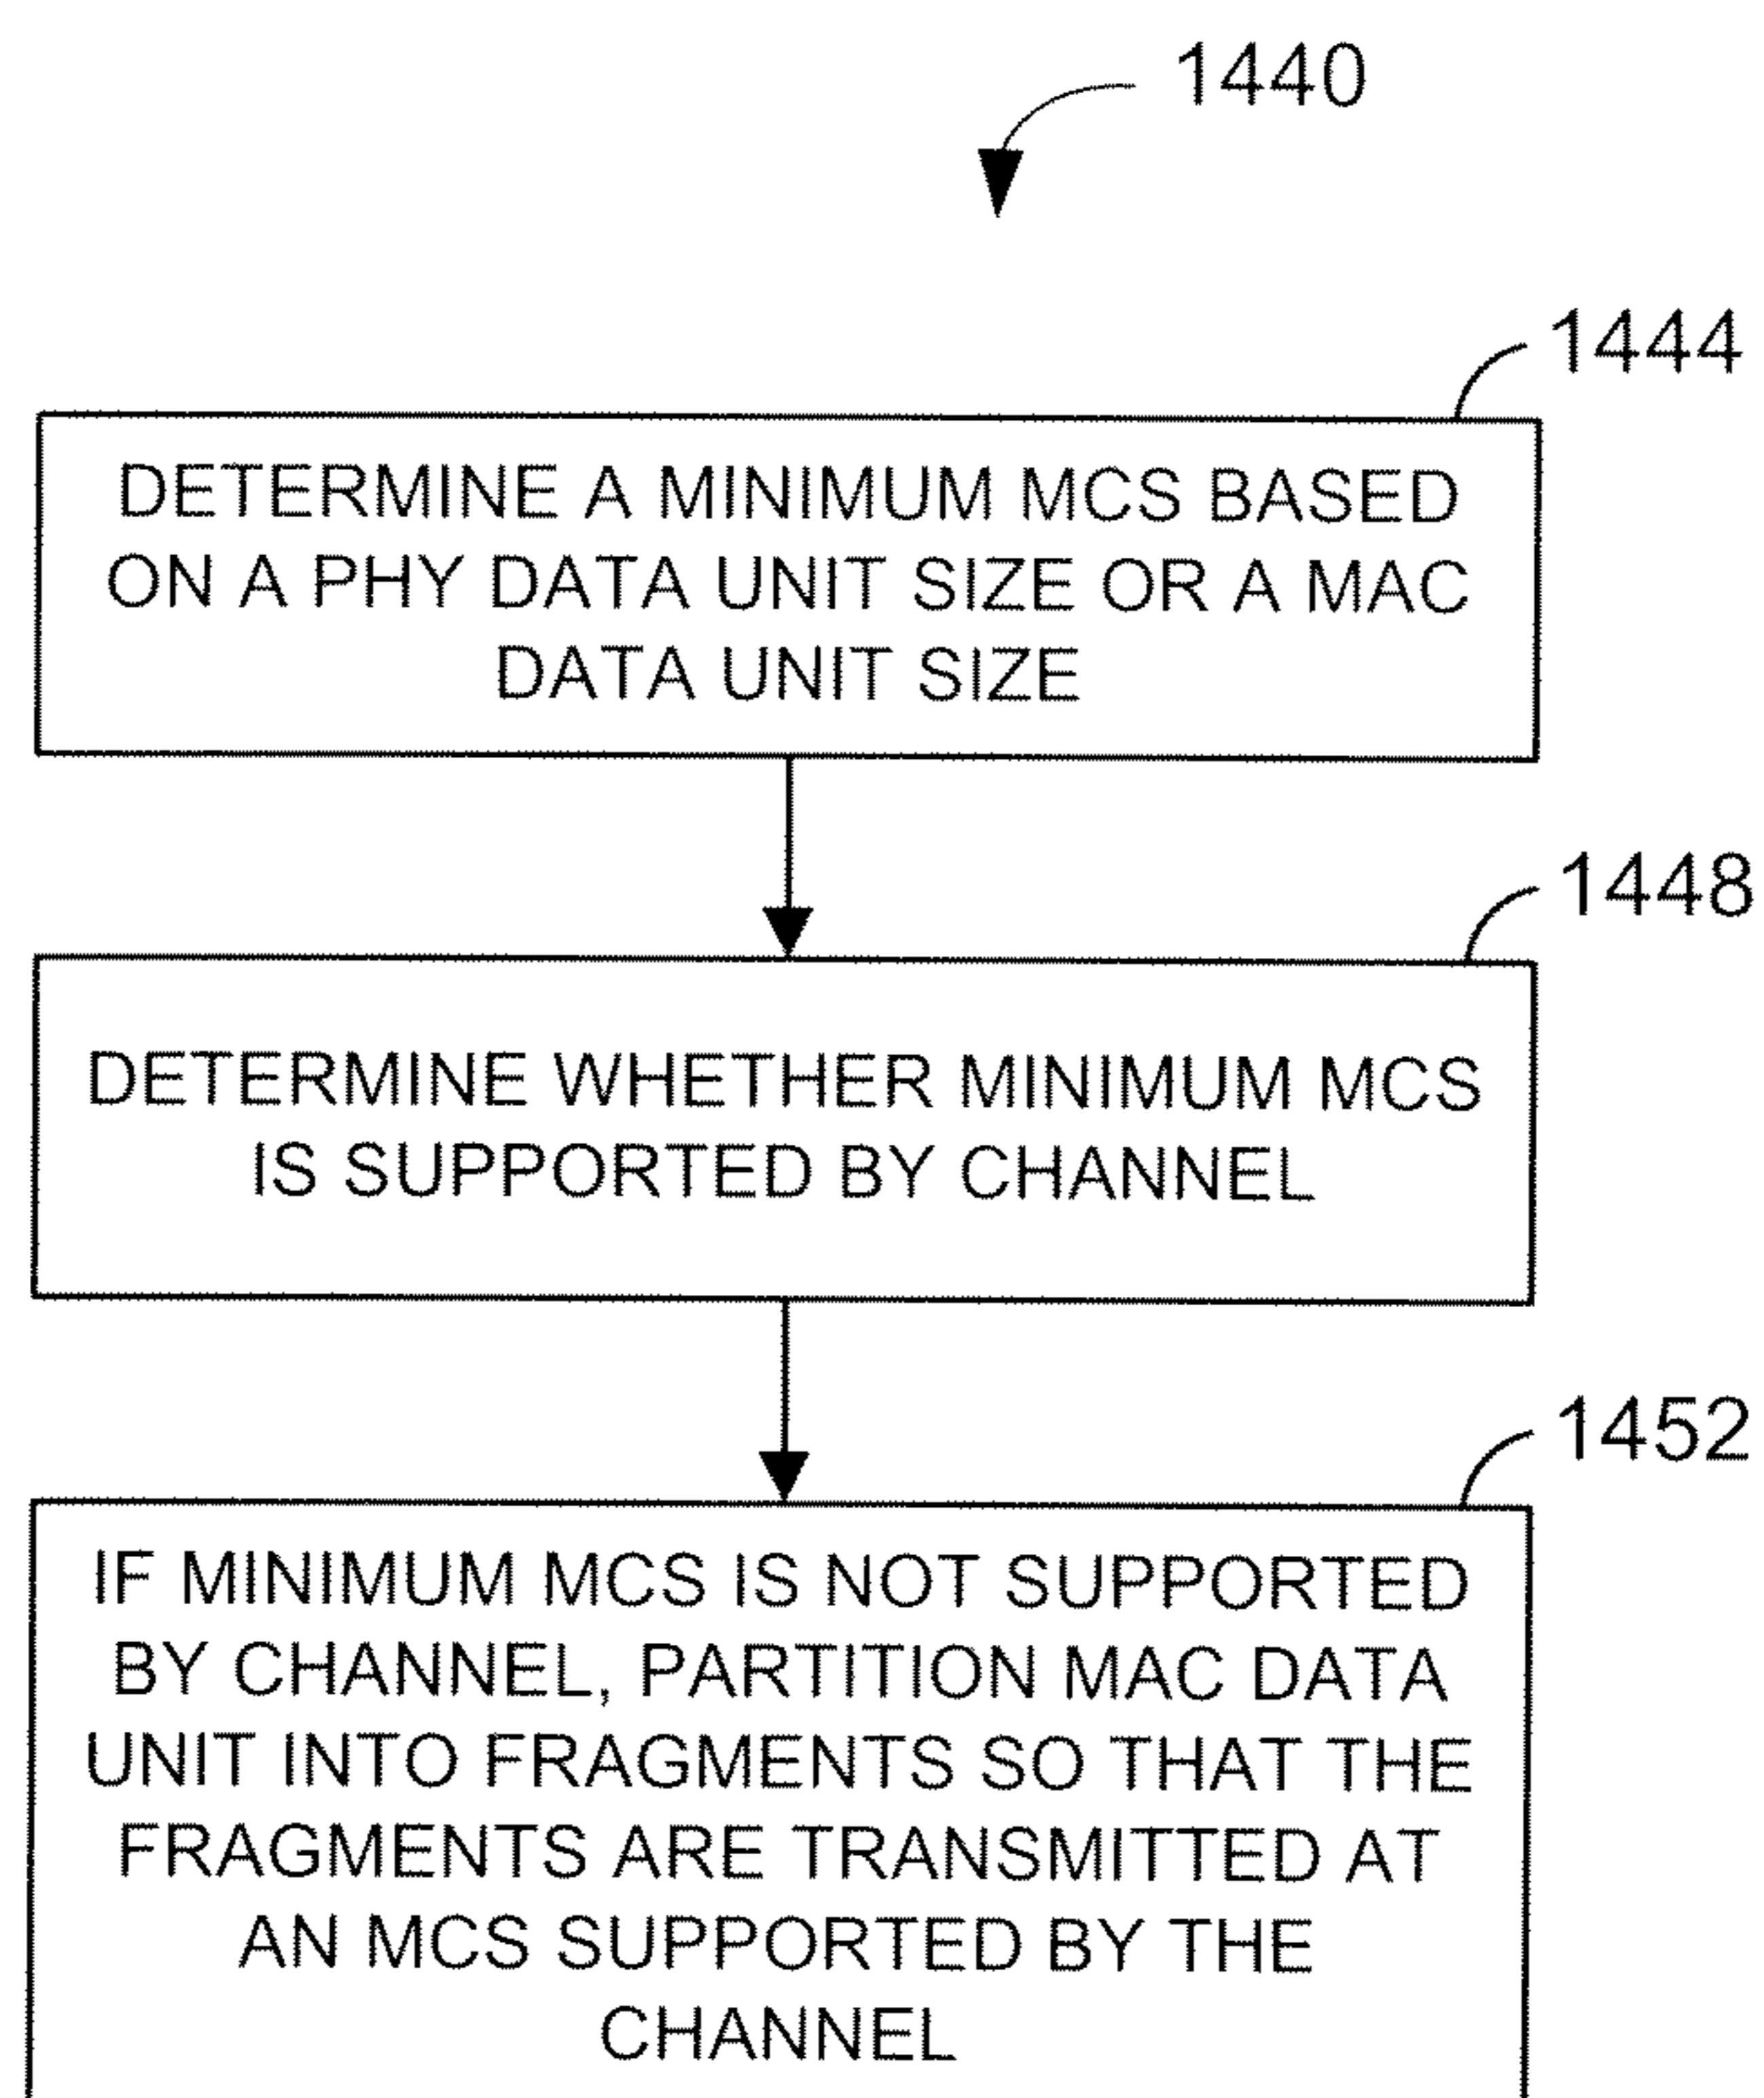 1440
1444
DETERMINE A MINIMUM MCS BASED
ON A PHY DATA UNIT SIZE OR A MAC
DATA UNIT SIZE
1448
DETERMINE WHETHER MINIMUM MCS
IS SUPPORTED BY CHANNEL
1452
IF MINIMUM MCS IS NOT SUPPORTED
BY CHANNEL, PARTITION MAC DATA
UNIT INTO FRAGMENTS SO THAT THE
FRAGMENTS ARE TRANSMITTED AT
AN MCS SUPPORTED BY THE
CHANNEL